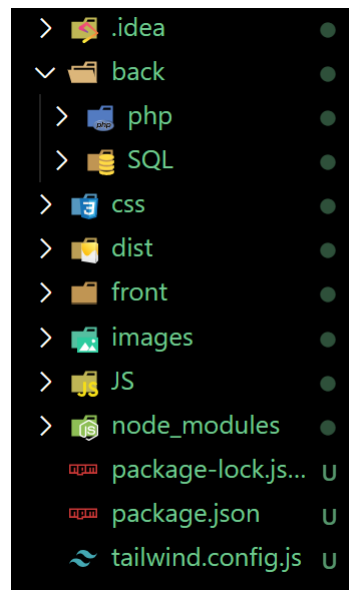 .idea
back
php
SQL
css
dist
front
images
JS
node_modules
package-lock.js... U
package.json U
tailwind.config.js U